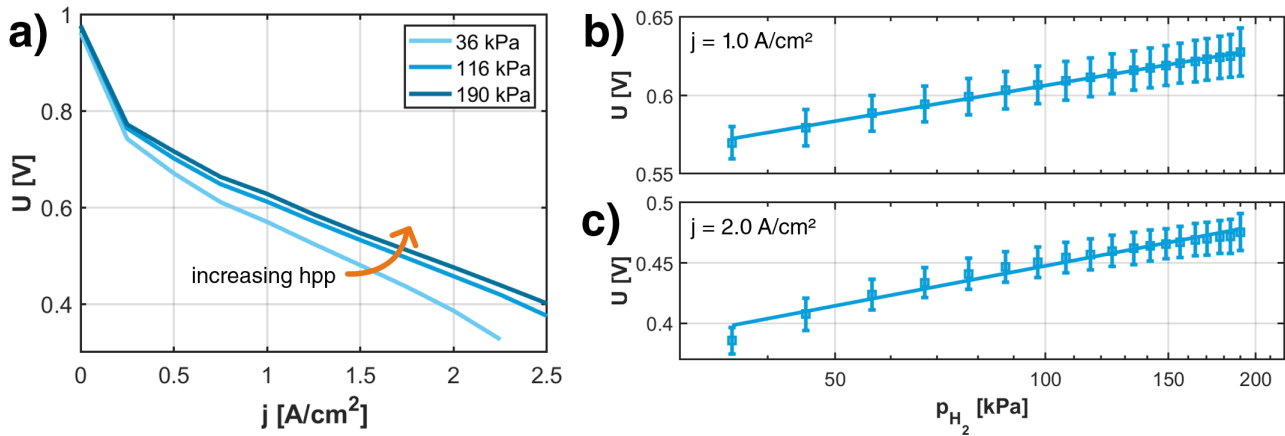 a)
1
0.8
0.6
0.4
U [V]
0
0.5
1
1.5
2
2.5
j [A/cm²]
36 kPa
116 kPa
190 kPa
increasing hpp
b)
0.65
0.6
0.55
U [V]
j = 1.0 A/cm²
c)
0.5
0.45
0.4
U [V]
j = 2.0 A/cm²
50
100
150
200
p_H₂ [kPa]